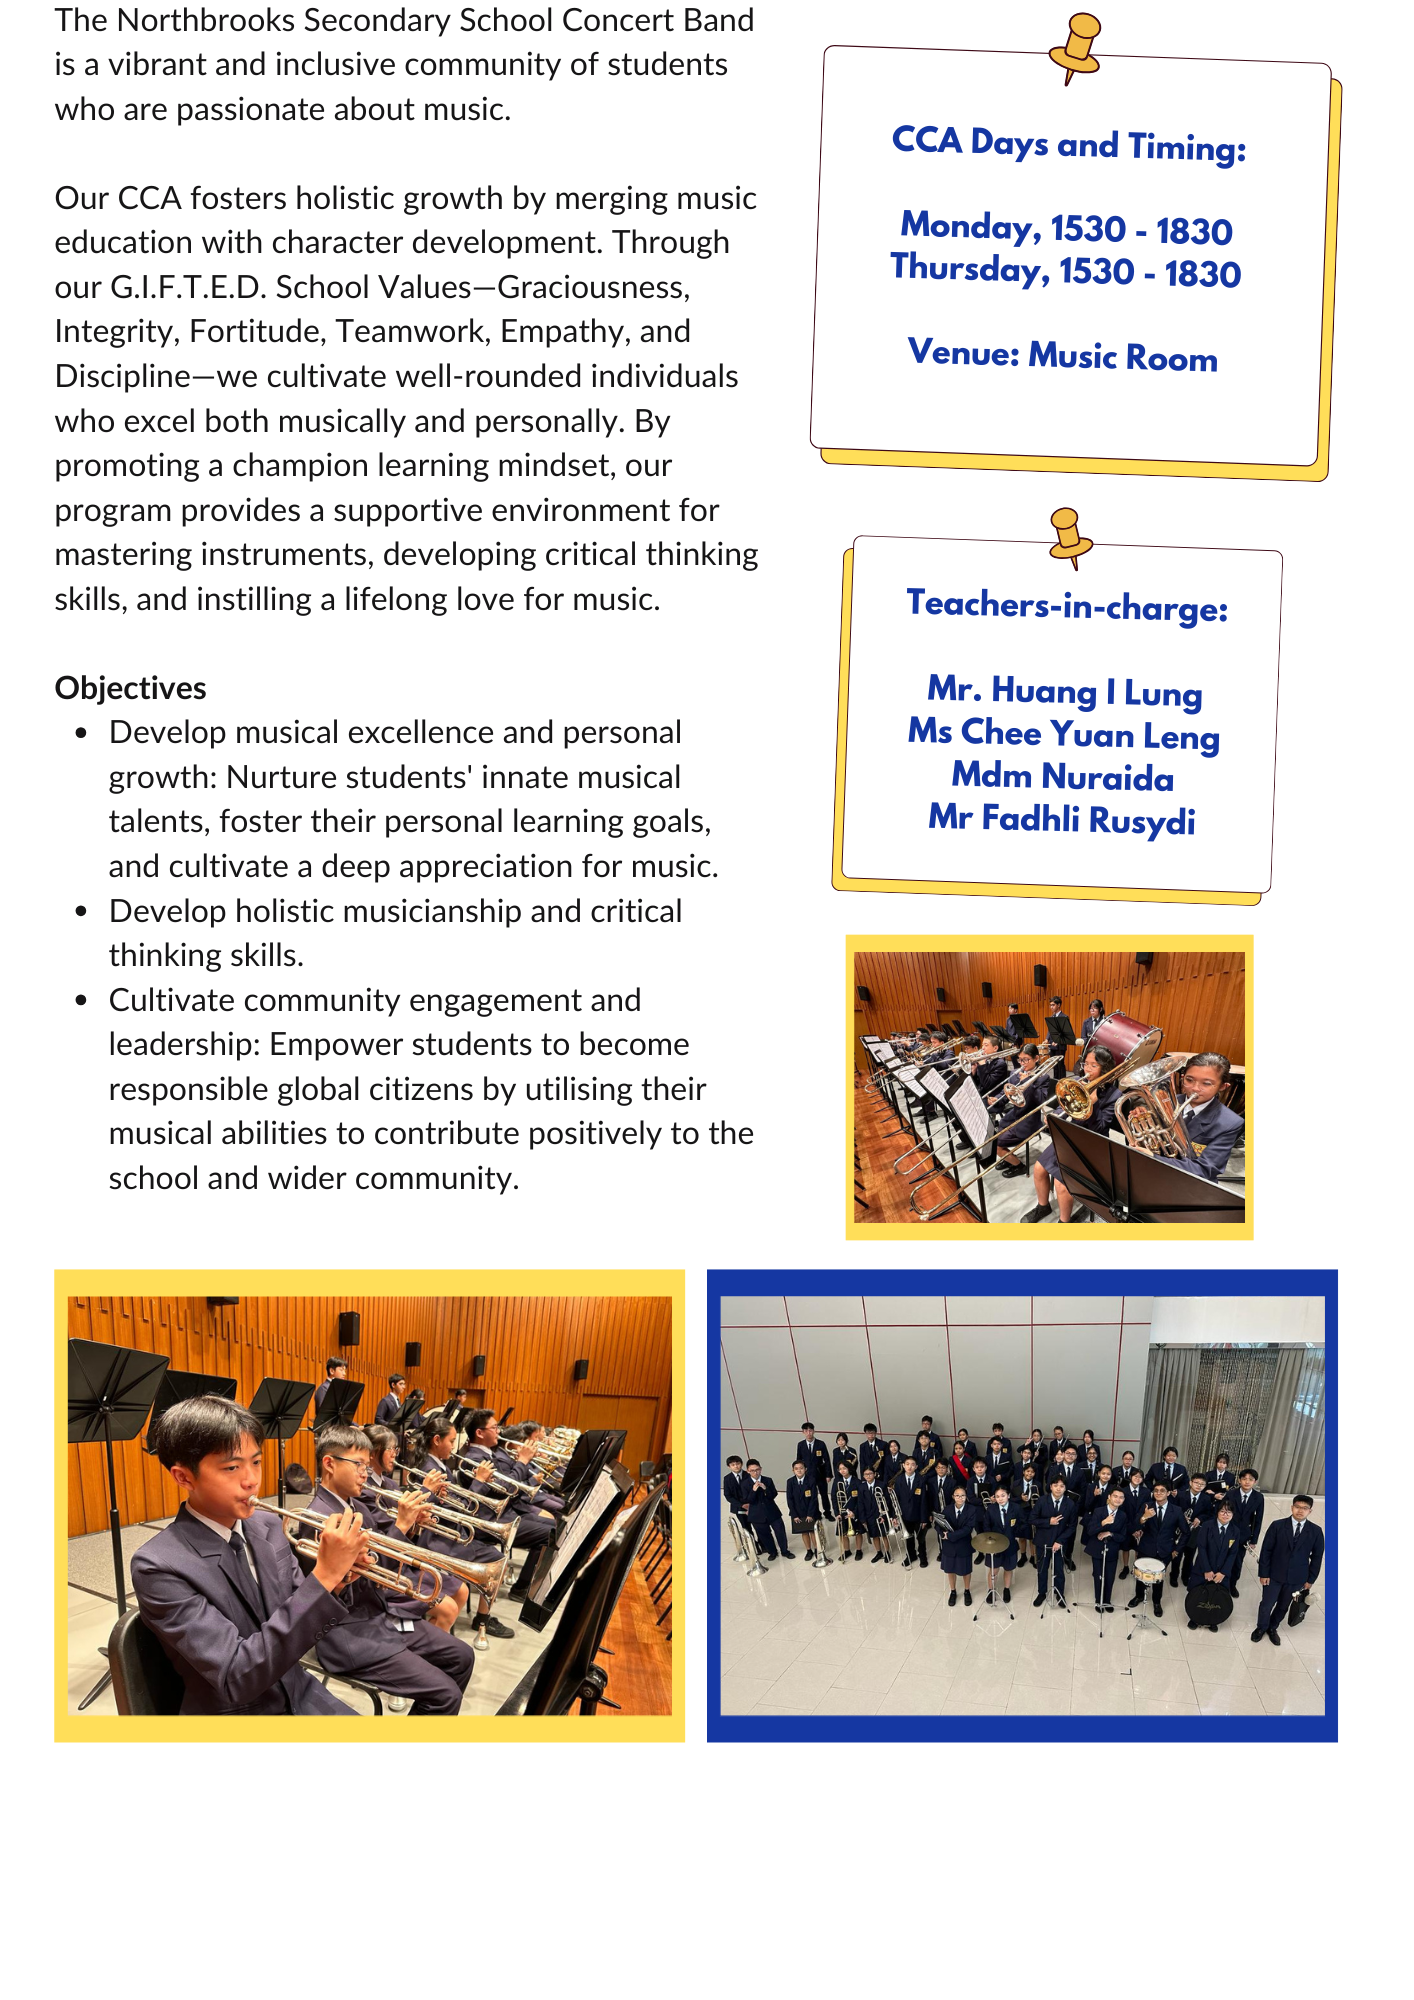 The Northbrooks Secondary School Concert Band
is a vibrant and inclusive community of students
who are passionate about music.
Our CCA fosters holistic growth by merging music
education with character development. Through
our G.I.F.T.E.D. School Values—Graciousness,
Integrity, Fortitude, Teamwork, Empathy, and
Discipline—we cultivate well-rounded individuals
who excel both musically and personally. By
promoting a champion learning mindset, our
program provides a supportive environment for
mastering instruments, developing critical thinking
skills, and instilling a lifelong love for music.
Objectives
• Develop musical excellence and personal
growth: Nurture students' innate musical
talents, foster their personal learning goals,
and cultivate a deep appreciation for music.
• Develop holistic musicianship and critical
thinking skills.
• Cultivate community engagement and
leadership: Empower students to become
responsible global citizens by utilising their
musical abilities to contribute positively to the
school and wider community.
CCA Days and Timing:
Monday, 1530 - 1830
Thursday, 1530 - 1830
Venue: Music Room
Teachers-in-charge:
Mr. Huang I Lung
Ms Chee Yuan Leng
Mdm Nuraida
Mr Fadhli Rusydi
Zildjian